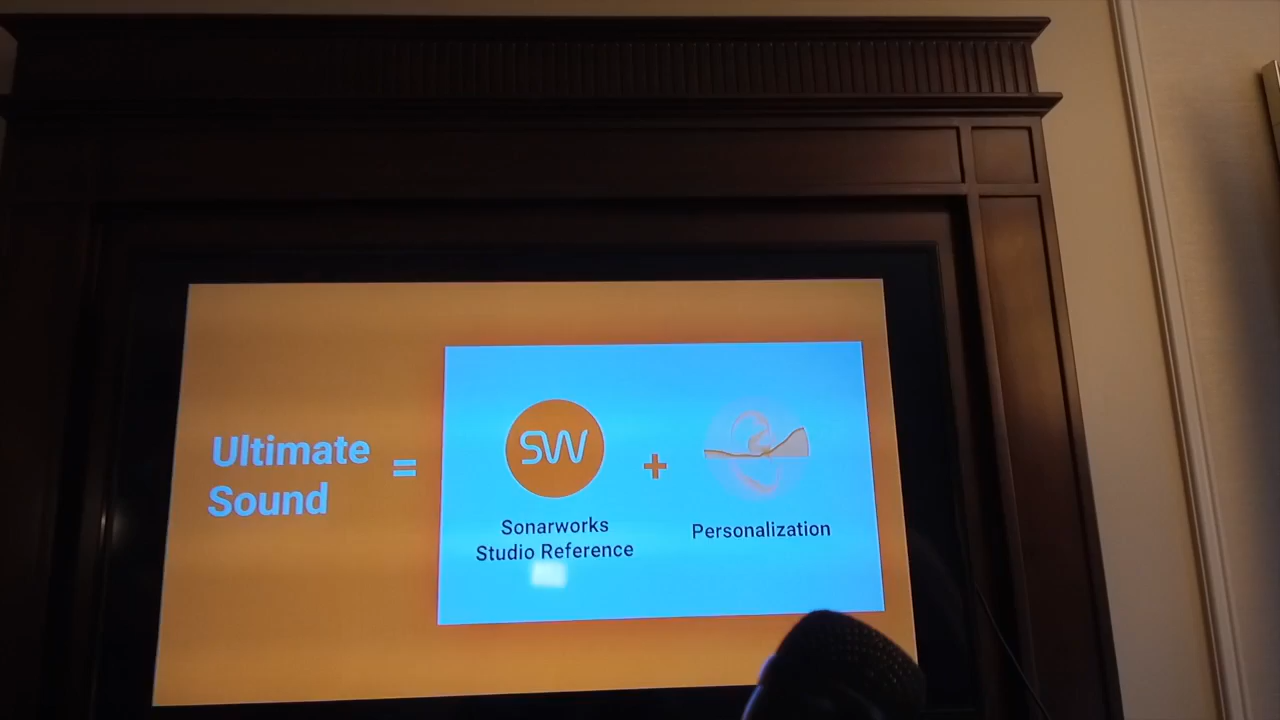 Ultimate
Sound
=
SW
+
Sonarworks
Studio Reference
Personalization